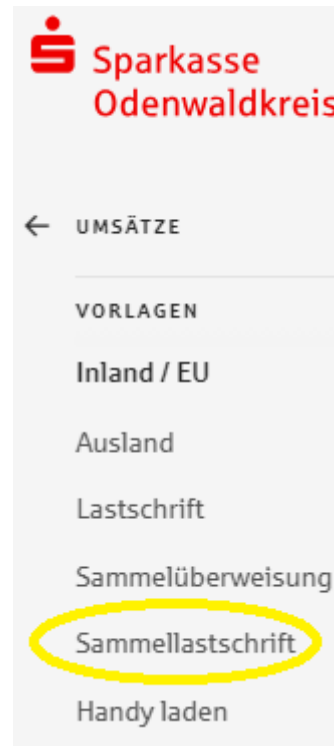 Sparkasse
Odenwaldkreis
UMSÄTZE
VORLAGEN
Inland / EU
Ausland
Lastschrift
Sammelüberweisung
Sammellastschrift
Handy laden